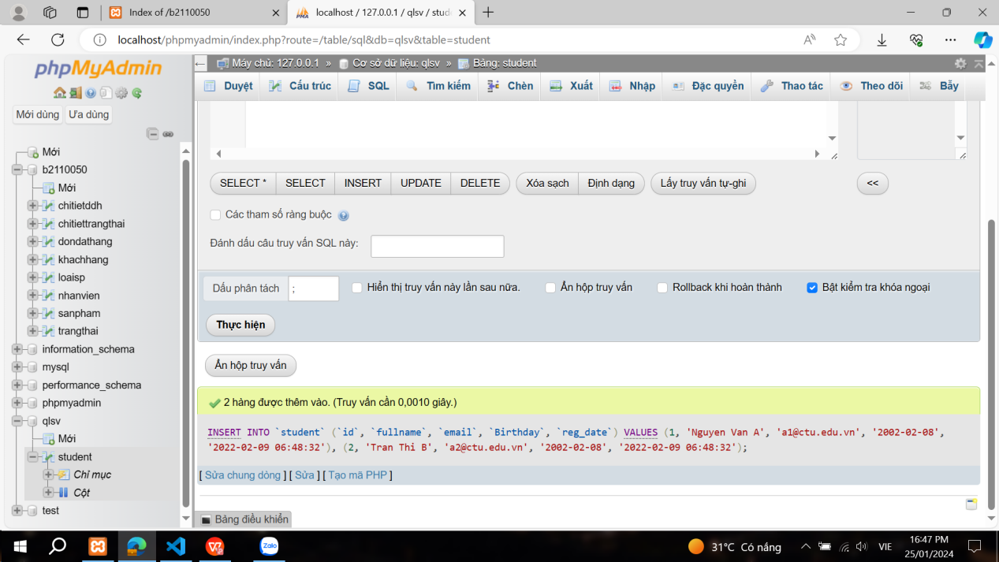 Index of /b2110050
localhost / 127.0.0.1 / qlsv / stude
localhost/phpmyadmin/index.php?route=/table/sql&db=qlsv&table=student
phpMyAdmin
Mới dùng Ưa dùng
Mới
b2110050
Mới
chitietddh
chitiettrangthai
dondathang
khachhang
loaisp
nhanvien
sanpham
trangthai
information_schema
mysql
performance_schema
phpmyadmin
qlsv
Mới
student
Chỉ mục
Cột
test
Máy chủ: 127.0.0.1 » Cơ sở dữ liệu: qlsv » Bảng: student
Duyệt Cấu trúc SQL Tìm kiếm Chèn Xuất Nhập Đặc quyền Thao tác Theo dõi Bẫy
SELECT * SELECT INSERT UPDATE DELETE Xóa sạch Định dạng Lấy truy vấn tự-ghi <<
Các tham số ràng buộc
Đánh dấu câu truy vấn SQL này:
Dấu phân tách ; Hiển thị truy vấn này lần sau nữa. Ẩn hộp truy vấn Rollback khi hoàn thành Bật kiểm tra khóa ngoại
Thực hiện
Ẩn hộp truy vấn
2 hàng được thêm vào. (Truy vấn cần 0,0010 giây.)
INSERT INTO `student` (`id`, `fullname`, `email`, `Birthday`, `reg_date`) VALUES (1, 'Nguyen Van A', 'a1@ctu.edu.vn', '2002-02-08',
'2022-02-09 06:48:32'), (2, 'Tran Thi B', 'a2@ctu.edu.vn', '2002-02-08', '2022-02-09 06:48:32');
[ Sửa chung dòng ] [ Sửa ] [ Tạo mã PHP ]
Bảng điều khiển
Zalo
31°C Có nắng
VIE
16:47 PM
25/01/2024